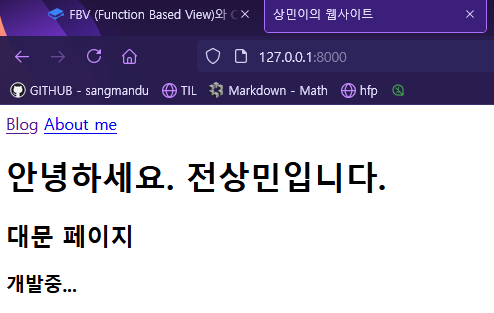 FBV (Function Based View)와
상민이의 웹사이트
127.0.0.1:8000
GITHUB - sangmandu TIL Markdown - Math hfp
Blog About me
안녕하세요. 전상민입니다.
대문 페이지
개발중...